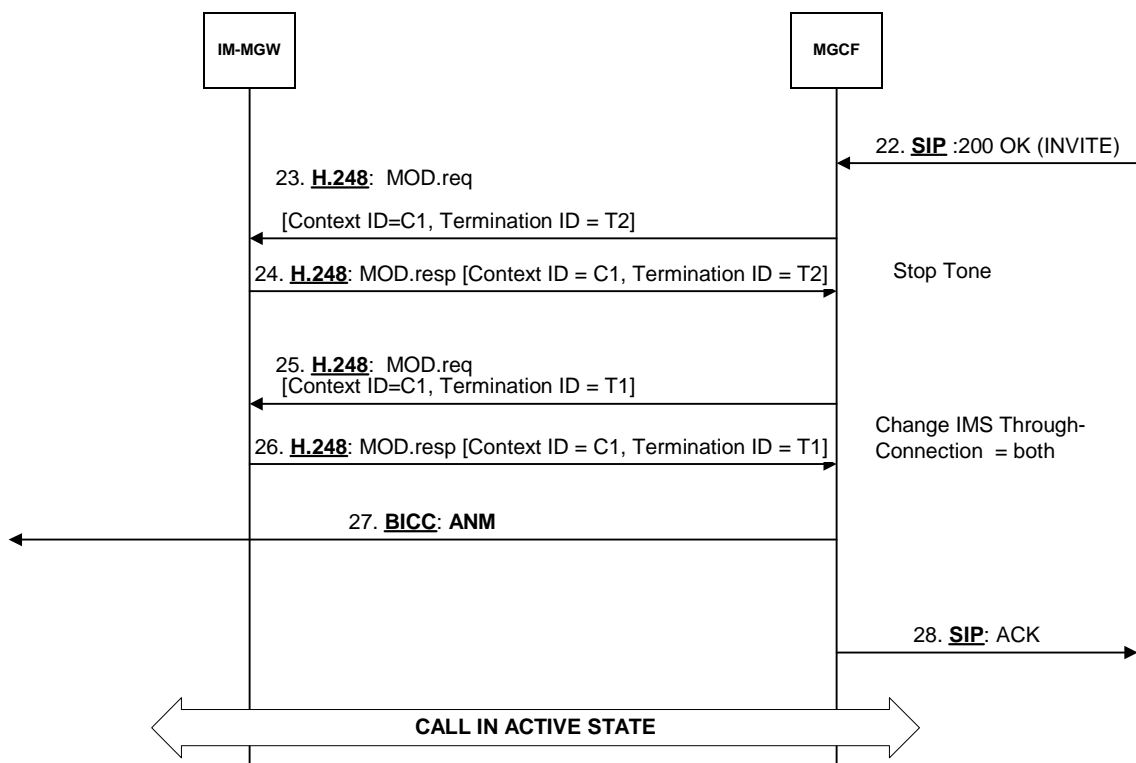 IM-MGW
MGCF
22. SIP :200 OK (INVITE)
23. H.248: MOD.req
[Context ID=C1, Termination ID = T2]
24. H.248: MOD.resp [Context ID = C1, Termination ID = T2]
Stop Tone
25. H.248: MOD.req
[Context ID=C1, Termination ID = T1]
26. H.248: MOD.resp [Context ID = C1, Termination ID = T1]
Change IMS Through-
Connection = both
27. BICC: ANM
28. SIP: ACK
CALL IN ACTIVE STATE